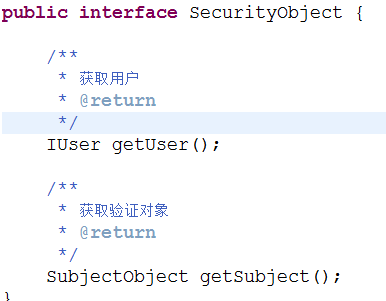 public interface SecurityObject {
/**
* 获取用户
* @return
*/
IUser getUser();
/**
* 获取验证对象
* @return
*/
SubjectObject getSubject();
}